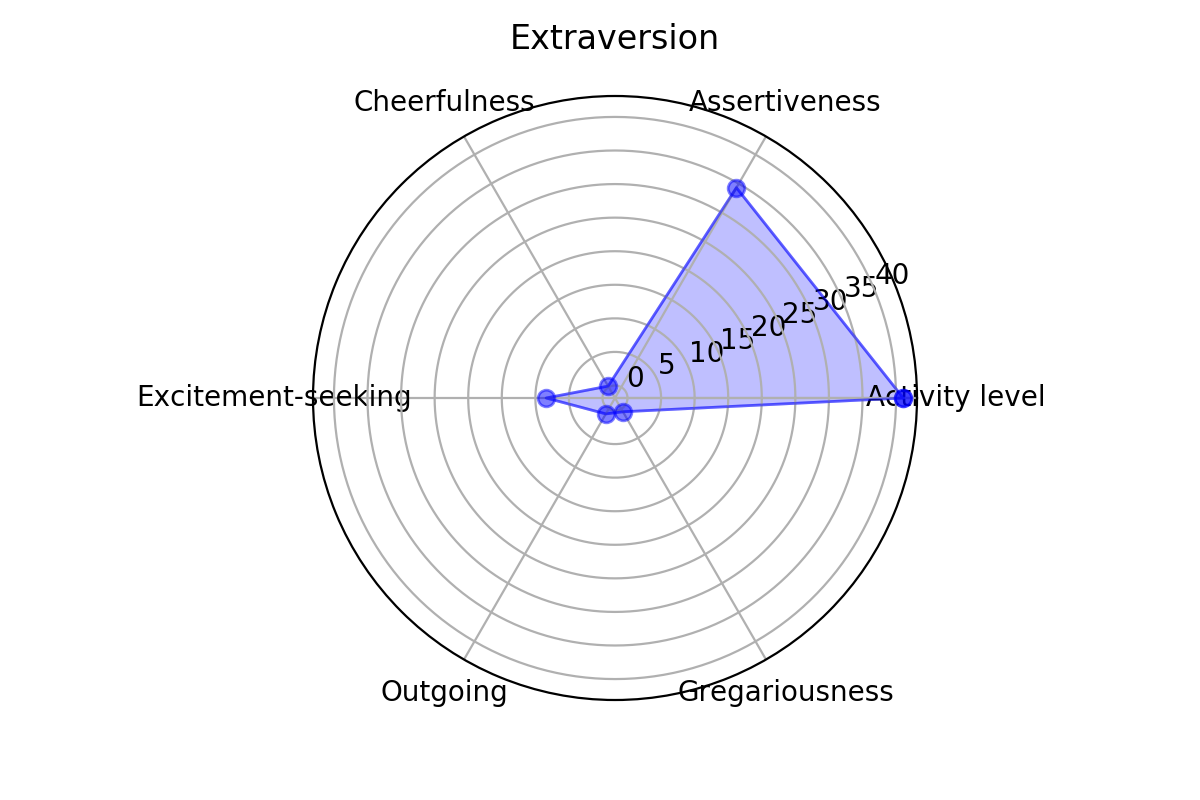 Extraversion
Cheerfulness
Assertiveness
40
35
30
25
20
15
10
5
0
Excitement-seeking
Activity level
Outgoing
Gregariousness